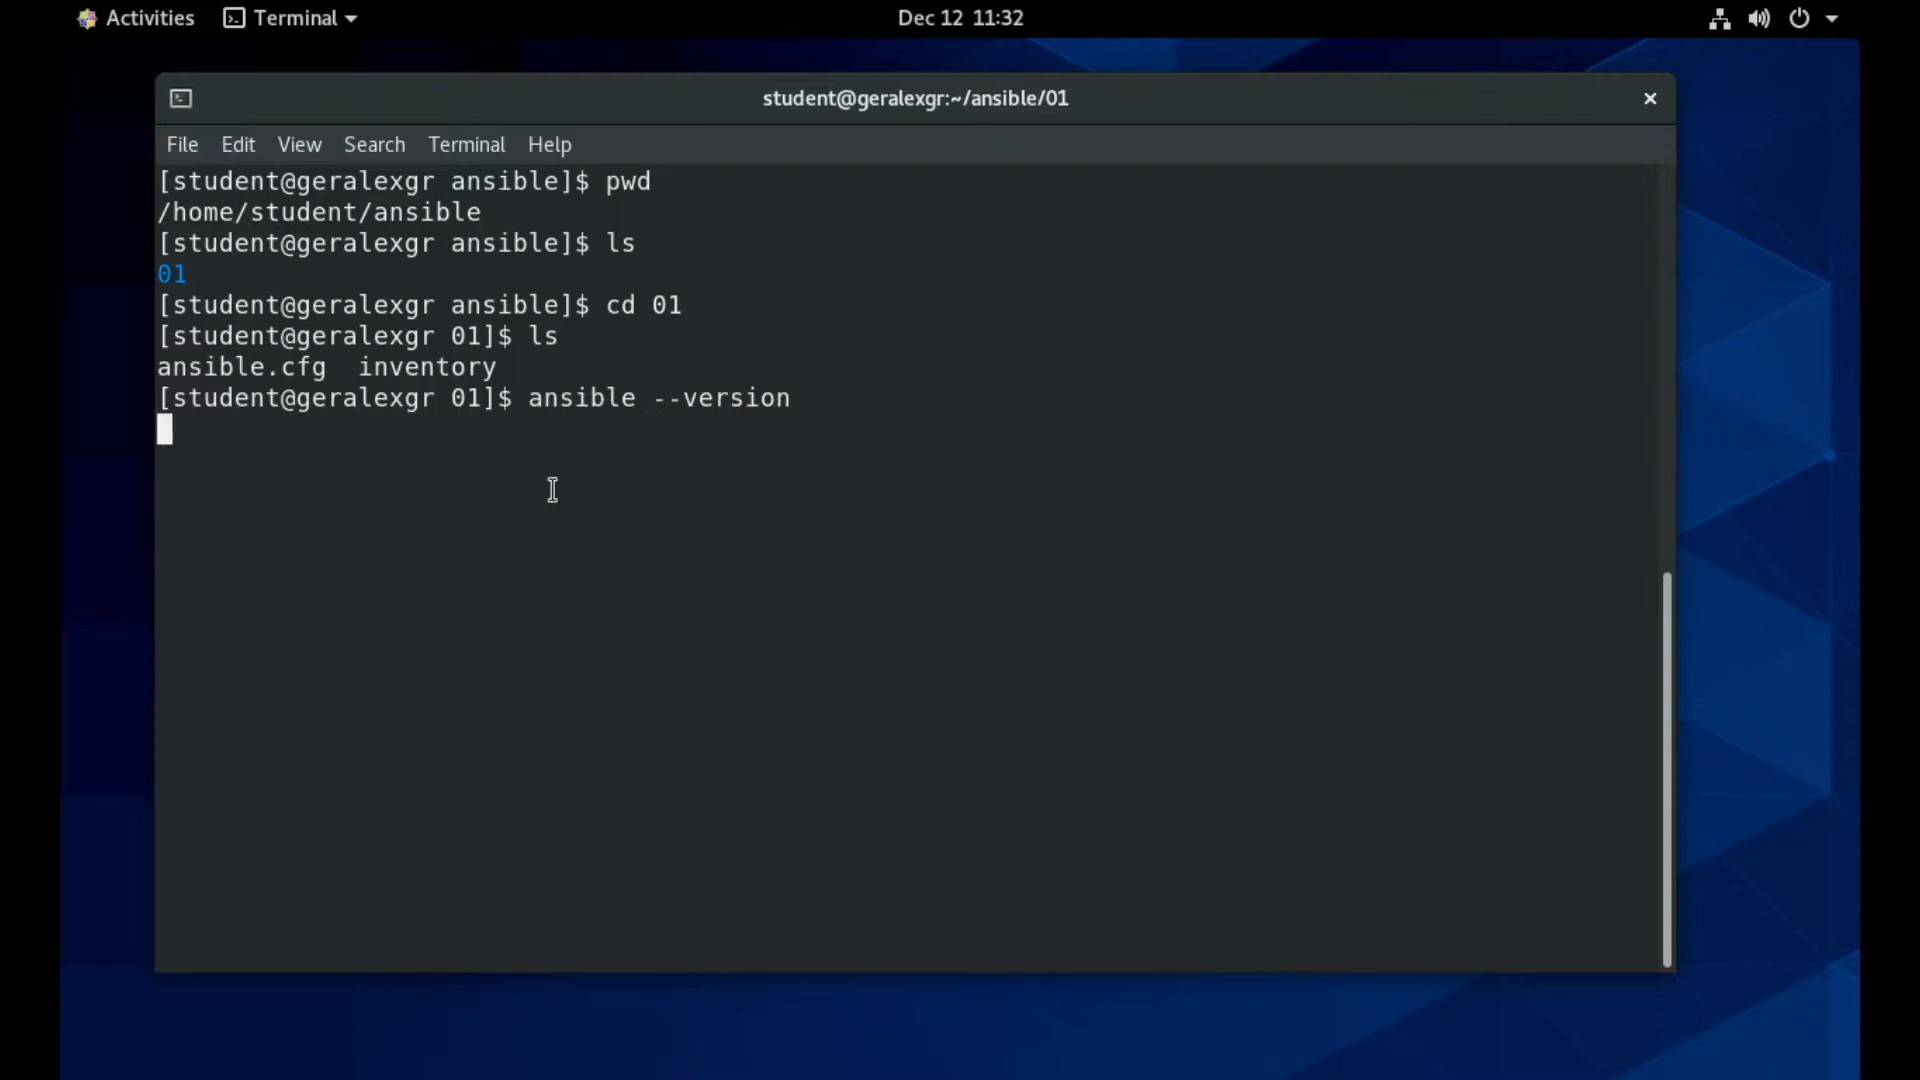 Activities Terminal Dec 12 11:32
student@geralexgr:~/ansible/01
File Edit View Search Terminal Help
[student@geralexgr ansible]$ pwd
/home/student/ansible
[student@geralexgr ansible]$ ls
01
[student@geralexgr ansible]$ cd 01
[student@geralexgr 01]$ ls
ansible.cfg  inventory
[student@geralexgr 01]$ ansible --version